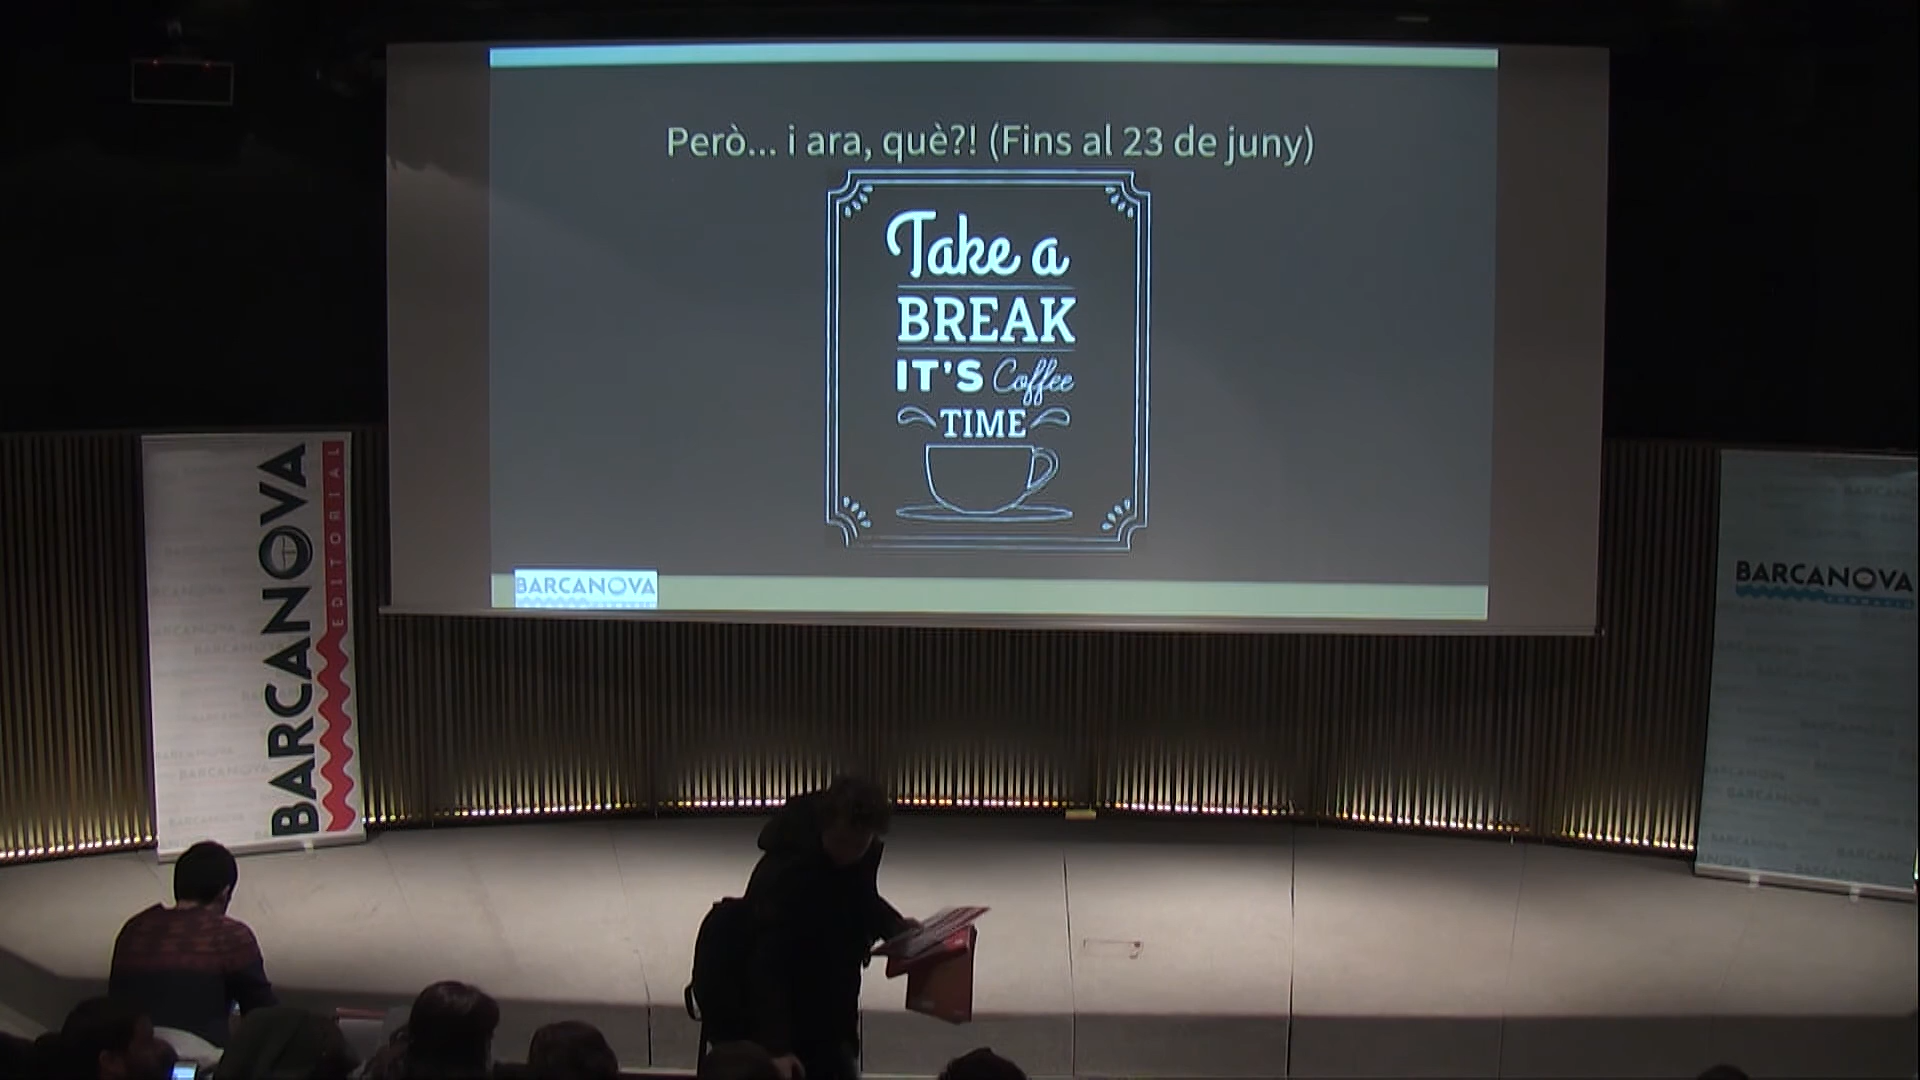 Però... i ara, què?! (Fins al 23 de juny)
Take a
BREAK
IT'S Coffee
TIME
BARCANOVA
BARCANOVA
EDITORIAL
BARCANOVA